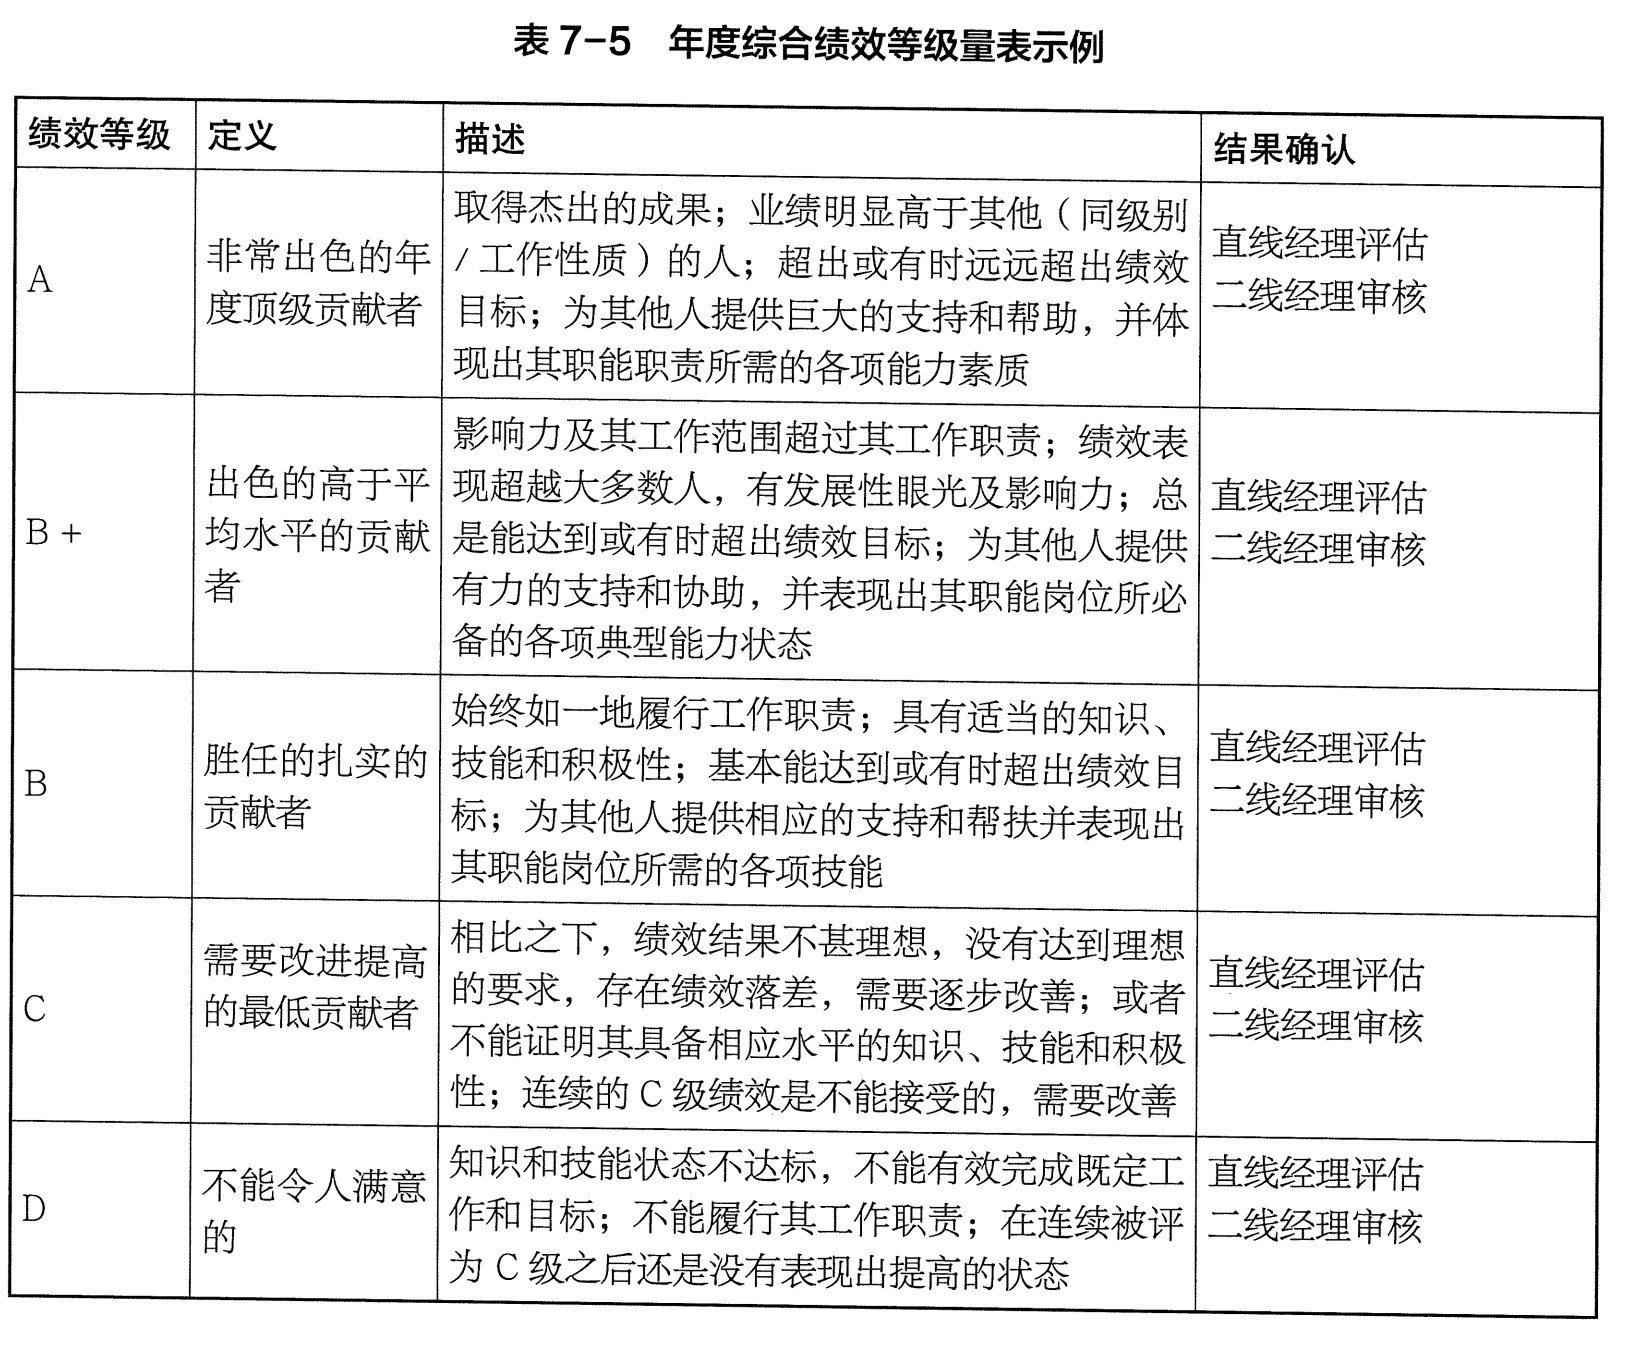 表 7-5 年度综合绩效等级量表示例
绩效等级
定义
描述
结果确认
A
非常出色的年
度顶级贡献者
取得杰出的成果；业绩明显高于其他（同级别
/ 工作性质）的人；超出或有时远远超出绩效
目标；为其他人提供巨大的支持和帮助，并体
现出其职能职责所需的各项能力素质
直线经理评估
二线经理审核
B +
出色的高于平
均水平的贡献
者
影响力及其工作范围超过其工作职责；绩效表
现超越大多数人，有发展性眼光及影响力；总
是能达到或有时超出绩效目标；为其他人提供
有力的支持和协助，并表现出其职能岗位所必
备的各项典型能力状态
直线经理评估
二线经理审核
B
胜任的扎实的
贡献者
始终如一地履行工作职责；具有适当的知识、
技能和积极性；基本能达到或有时超出绩效目
标；为其他人提供相应的支持和帮扶并表现出
其职能岗位所需的各项技能
直线经理评估
二线经理审核
C
需要改进提高
的最低贡献者
相比之下，绩效结果不甚理想，没有达到理想
的要求，存在绩效落差，需要逐步改善；或者
不能证明其具备相应水平的知识、技能和积极
性；连续的 C 级绩效是不能接受的，需要改善
直线经理评估
二线经理审核
D
不能令人满意
的
知识和技能状态不达标，不能有效完成既定工
作和目标；不能履行其工作职责；在连续被评
为 C 级之后还是没有表现出提高的状态
直线经理评估
二线经理审核